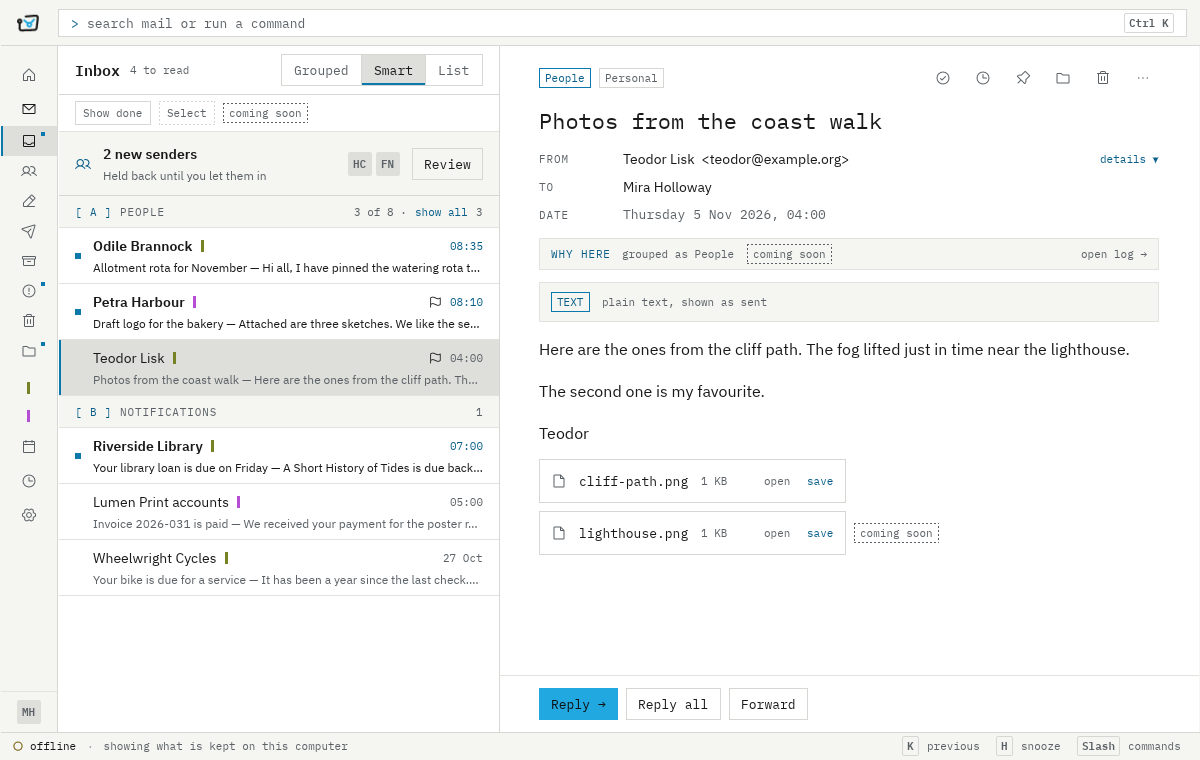 > search mail or run a command
Ctrl K
Inbox 4 to read
Grouped Smart List
Show done Select coming soon
2 new senders
Held back until you let them in
HC FN Review
[ A ] PEOPLE 3 of 8 · show all 3
Odile Brannock 08:35
Allotment rota for November — Hi all, I have pinned the watering rota t…
Petra Harbour 08:10
Draft logo for the bakery — Attached are three sketches. We like the se…
Teodor Lisk 04:00
Photos from the coast walk — Here are the ones from the cliff path. Th…
[ B ] NOTIFICATIONS 1
Riverside Library 07:00
Your library loan is due on Friday — A Short History of Tides is due back…
Lumen Print accounts 05:00
Invoice 2026-031 is paid — We received your payment for the poster r…
Wheelwright Cycles 27 Oct
Your bike is due for a service — It has been a year since the last check.…
MH
People Personal
Photos from the coast walk
FROM Teodor Lisk <teodor@example.org> details ▾
TO Mira Holloway
DATE Thursday 5 Nov 2026, 04:00
WHY HERE grouped as People coming soon open log →
TEXT plain text, shown as sent
Here are the ones from the cliff path. The fog lifted just in time near the lighthouse.
The second one is my favourite.
Teodor
cliff-path.png 1 KB open save
lighthouse.png 1 KB open save coming soon
Reply → Reply all Forward
offline · showing what is kept on this computer
K previous H snooze Slash commands